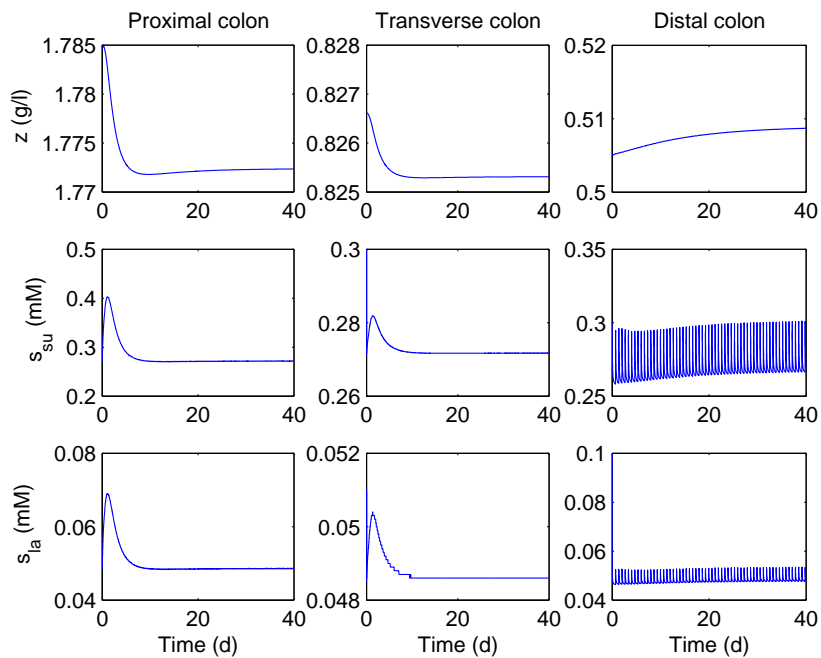 Proximal colon Transverse colon Distal colon
z (g/l)
1.785
1.78
1.775
1.77
0 20 40
0.828
0.827
0.826
0.825
0 20 40
0.52
0.51
0.5
0 20 40
s_su (mM)
0.5
0.4
0.3
0.2
0 20 40
0.3
0.28
0.26
0 20 40
0.35
0.3
0.25
0 20 40
s_la (mM)
0.08
0.06
0.04
0 20 40
Time (d)
0.052
0.05
0.048
0 20 40
Time (d)
0.1
0.08
0.06
0.04
0 20 40
Time (d)